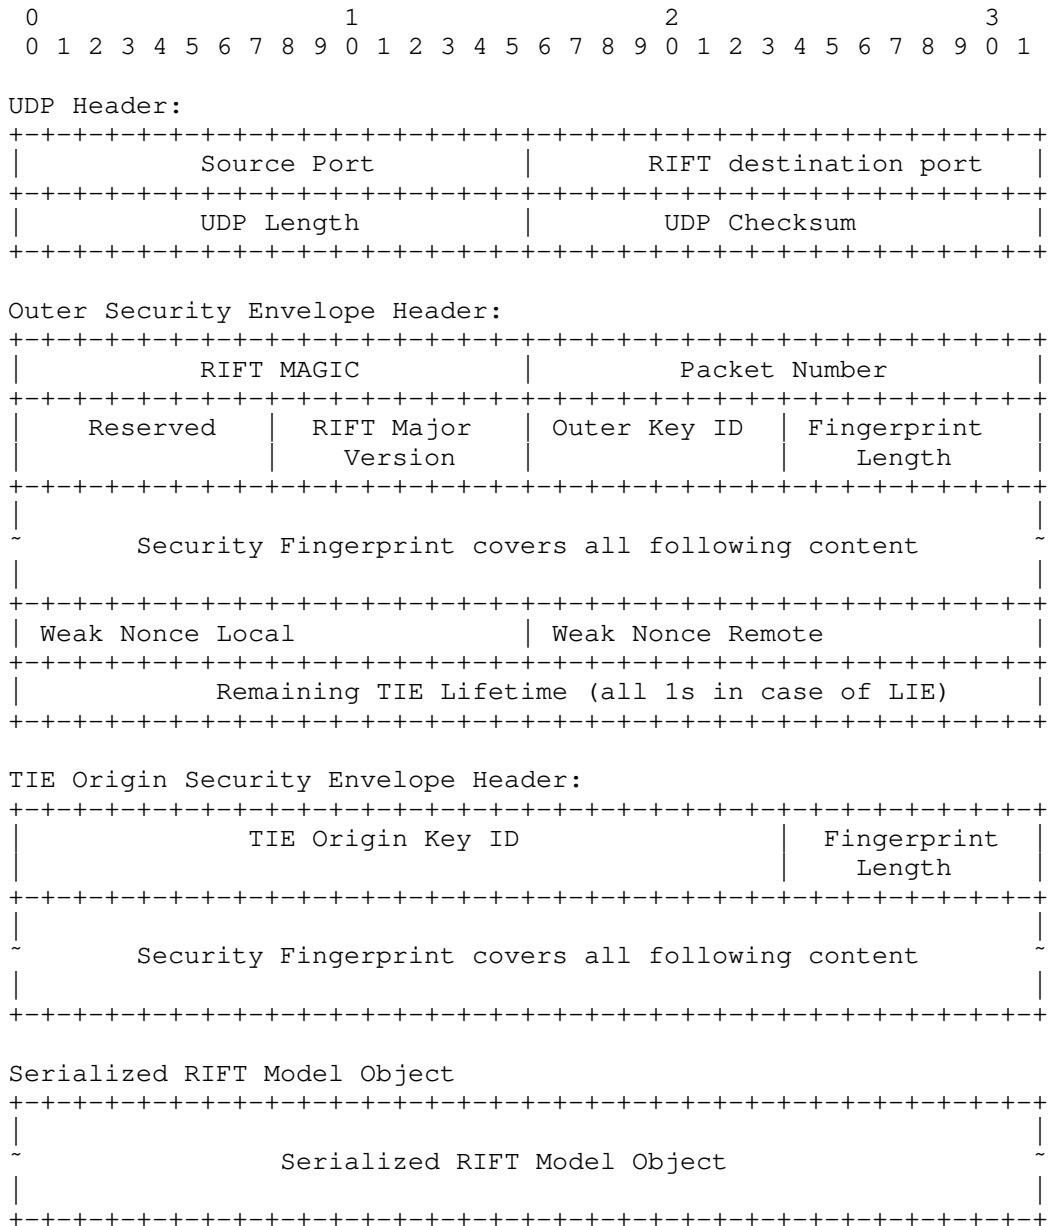 0                   1                   2                   3
 0 1 2 3 4 5 6 7 8 9 0 1 2 3 4 5 6 7 8 9 0 1 2 3 4 5 6 7 8 9 0 1

UDP Header:
+-+-+-+-+-+-+-+-+-+-+-+-+-+-+-+-+-+-+-+-+-+-+-+-+-+-+-+-+-+-+-+-+
|           Source Port         |       RIFT destination port   |
+-+-+-+-+-+-+-+-+-+-+-+-+-+-+-+-+-+-+-+-+-+-+-+-+-+-+-+-+-+-+-+-+
|           UDP Length          |        UDP Checksum           |
+-+-+-+-+-+-+-+-+-+-+-+-+-+-+-+-+-+-+-+-+-+-+-+-+-+-+-+-+-+-+-+-+

Outer Security Envelope Header:
+-+-+-+-+-+-+-+-+-+-+-+-+-+-+-+-+-+-+-+-+-+-+-+-+-+-+-+-+-+-+-+-+
|           RIFT MAGIC          |         Packet Number         |
+-+-+-+-+-+-+-+-+-+-+-+-+-+-+-+-+-+-+-+-+-+-+-+-+-+-+-+-+-+-+-+-+
|    Reserved   |  RIFT Major   | Outer Key ID  | Fingerprint   |
|               |    Version    |               |    Length     |
+-+-+-+-+-+-+-+-+-+-+-+-+-+-+-+-+-+-+-+-+-+-+-+-+-+-+-+-+-+-+-+-+
|                                                               |
~       Security Fingerprint covers all following content       ~
|                                                               |
+-+-+-+-+-+-+-+-+-+-+-+-+-+-+-+-+-+-+-+-+-+-+-+-+-+-+-+-+-+-+-+-+
| Weak Nonce Local              | Weak Nonce Remote             |
+-+-+-+-+-+-+-+-+-+-+-+-+-+-+-+-+-+-+-+-+-+-+-+-+-+-+-+-+-+-+-+-+
|            Remaining TIE Lifetime (all 1s in case of LIE)     |
+-+-+-+-+-+-+-+-+-+-+-+-+-+-+-+-+-+-+-+-+-+-+-+-+-+-+-+-+-+-+-+-+

TIE Origin Security Envelope Header:
+-+-+-+-+-+-+-+-+-+-+-+-+-+-+-+-+-+-+-+-+-+-+-+-+-+-+-+-+-+-+-+-+
|              TIE Origin Key ID                |  Fingerprint  |
|                                               |    Length     |
+-+-+-+-+-+-+-+-+-+-+-+-+-+-+-+-+-+-+-+-+-+-+-+-+-+-+-+-+-+-+-+-+
|                                                               |
~       Security Fingerprint covers all following content       ~
|                                                               |
+-+-+-+-+-+-+-+-+-+-+-+-+-+-+-+-+-+-+-+-+-+-+-+-+-+-+-+-+-+-+-+-+

Serialized RIFT Model Object
+-+-+-+-+-+-+-+-+-+-+-+-+-+-+-+-+-+-+-+-+-+-+-+-+-+-+-+-+-+-+-+-+
|                                                               |
~                Serialized RIFT Model Object                   ~
|                                                               |
+-+-+-+-+-+-+-+-+-+-+-+-+-+-+-+-+-+-+-+-+-+-+-+-+-+-+-+-+-+-+-+-+